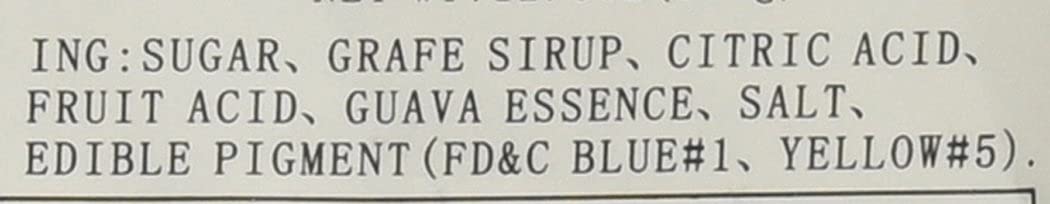 ING:SUGAR、GRAFE SIRUP、CITRIC ACID、
FRUIT ACID、GUAVA ESSENCE、SALT、
EDIBLE PIGMENT(FD&C BLUE#1、YELLOW#5).